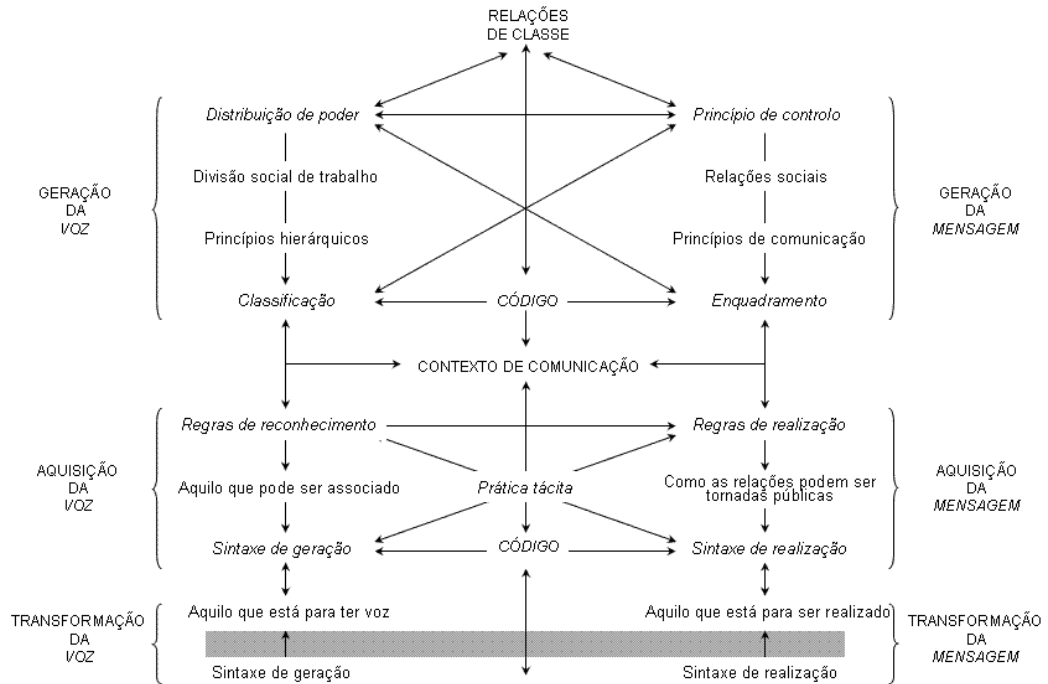 RELAÇÕES
DE CLASSE
Distribuição de poder
Princípio de controlo
Divisão social de trabalho
Relações sociais
GERAÇÃO
DA
VOZ
GERAÇÃO
DA
MENSAGEM
Princípios hierárquicos
Princípios de comunicação
Classificação
CÓDIGO
Enquadramento
CONTEXTO DE COMUNICAÇÃO
Regras de reconhecimento
Regras de realização
AQUISIÇÃO
DA
VOZ
Aquilo que pode ser associado
Prática tácita
Como as relações podem ser
tornadas públicas
AQUISIÇÃO
DA
MENSAGEM
Sintaxe de geração
CÓDIGO
Sintaxe de realização
TRANSFORMAÇÃO
DA
VOZ
Aquilo que está para ter voz
Aquilo que está para ser realizado
TRANSFORMAÇÃO
DA
MENSAGEM
Sintaxe de geração
Sintaxe de realização